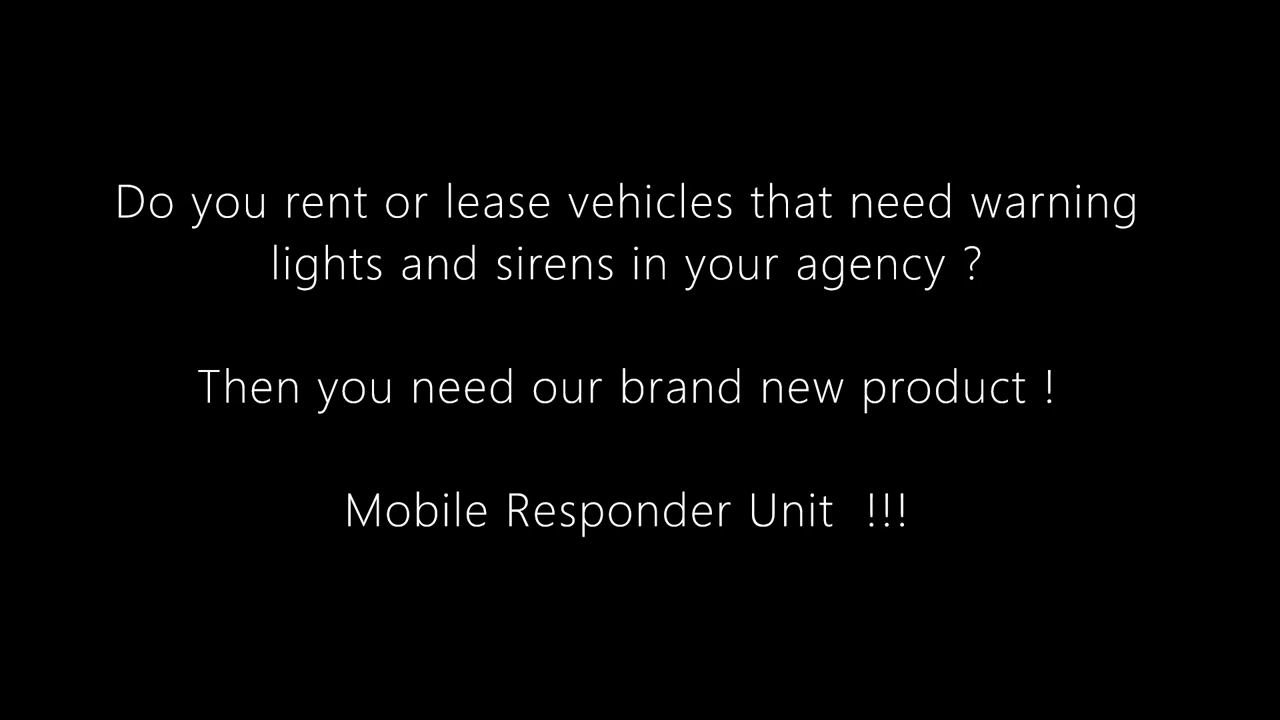 Do you rent or lease vehicles that need warning
lights and sirens in your agency ?
Then you need our brand new product !
Mobile Responder Unit  !!!